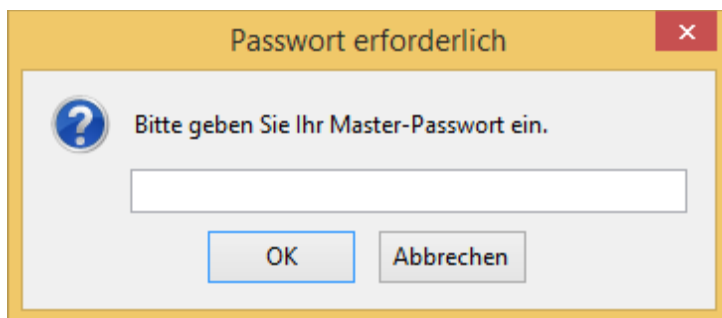 Passwort erforderlich
Bitte geben Sie Ihr Master-Passwort ein.
OK Abbrechen